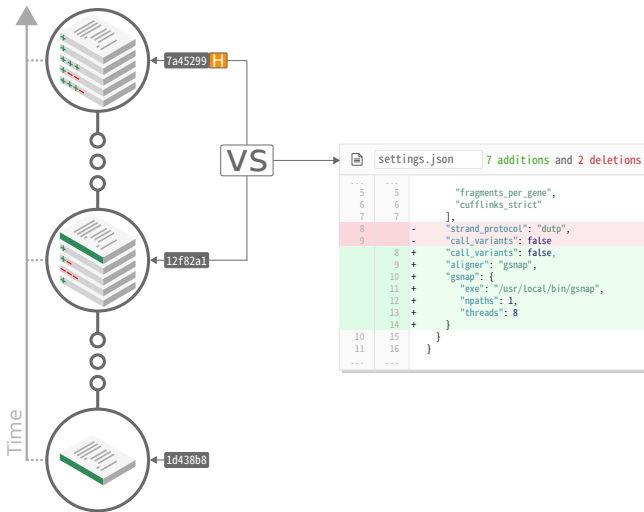 7a45299 H
VS
settings.json 7 additions and 2 deletions
... ...
5 5 "fragments_per_gene",
6 6 "cufflinks_strict"
7 7 ],
8 - "strand_protocol": "dutp",
9 - "call_variants": false
8 + "call_variants": false,
9 + "aligner": "gsnap",
10 + "gsnap": {
11 + "exe": "/usr/local/bin/gsnap",
12 + "npaths": 1,
13 + "threads": 8
14 + }
10 15 }
11 16 }
... ...
12f82a1
Time
1d438b8